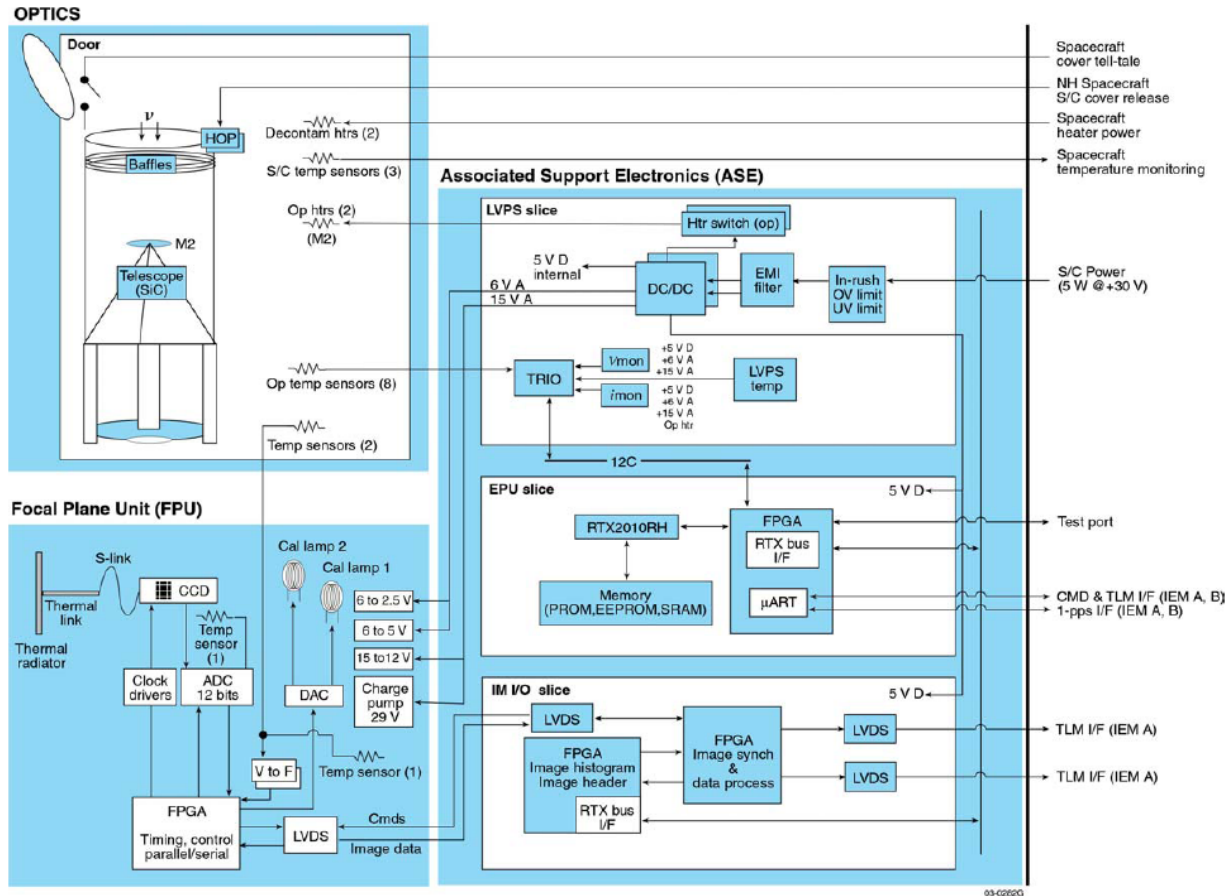 OPTICS
Door
ν
HOP
Baffles
M2
Telescope
(SiC)
Decontam htrs (2)
S/C temp sensors (3)
Op htrs (2)
(M2)
Op temp sensors (8)
Temp sensors (2)
Spacecraft
cover tell-tale
NH Spacecraft
S/C cover release
Spacecraft
heater power
Spacecraft
temperature monitoring
Associated Support Electronics (ASE)
LVPS slice
Htr switch (op)
5 V D
internal
6 V A
15 V A
DC/DC
EMI
filter
In-rush
OV limit
UV limit
S/C Power
(5 W @+30 V)
TRIO
Vmon
+5 V D
+6 V A
+15 V A
imon
+5 V D
+6 V A
+15 V A
Op htr
LVPS
temp
12C
EPU slice
5 V D
RTX2010RH
FPGA
RTX bus
I/F
Memory
(PROM,EEPROM,SRAM)
µART
Test port
CMD & TLM I/F (IEM A, B)
1-pps I/F (IEM A, B)
IM I/O slice
5 V D
LVDS
FPGA
Image histogram
Image header
RTX bus
I/F
FPGA
Image synch
&
data process
LVDS
LVDS
TLM I/F (IEM A)
TLM I/F (IEM A)
Focal Plane Unit (FPU)
S-link
CCD
Thermal
link
Thermal
radiator
Temp
sensor
(1)
Clock
drivers
ADC
12 bits
Cal lamp 2
Cal lamp 1
6 to 2.5 V
6 to 5 V
15 to12 V
Charge
pump
29 V
DAC
V to F
Temp sensor (1)
FPGA
Timing, control
parallel/serial
LVDS
Cmds
Image data
03-0282G